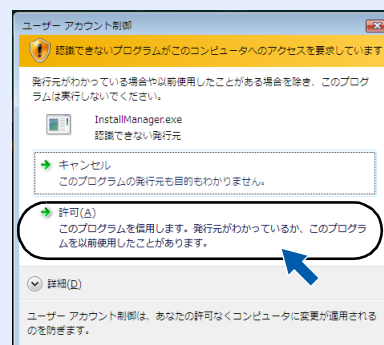 ユーザー アカウント制御
認識できないプログラムがこのコンピュータへのアクセスを要求しています
発行元がわかっている場合や以前使用したことがある場合を除き、このプログ
ラムは実行しないでください。
InstallManager.exe
認識できない発行元
キャンセル
このプログラムの発行元も目的もわかりません。
許可(A)
このプログラムを信用します。発行元がわかっているか、このプログラ
ムを以前使用したことがあります。
詳細(D)
ユーザー アカウント制御は、あなたの許可なくコンピュータに変更が適用される
のを防ぎます。